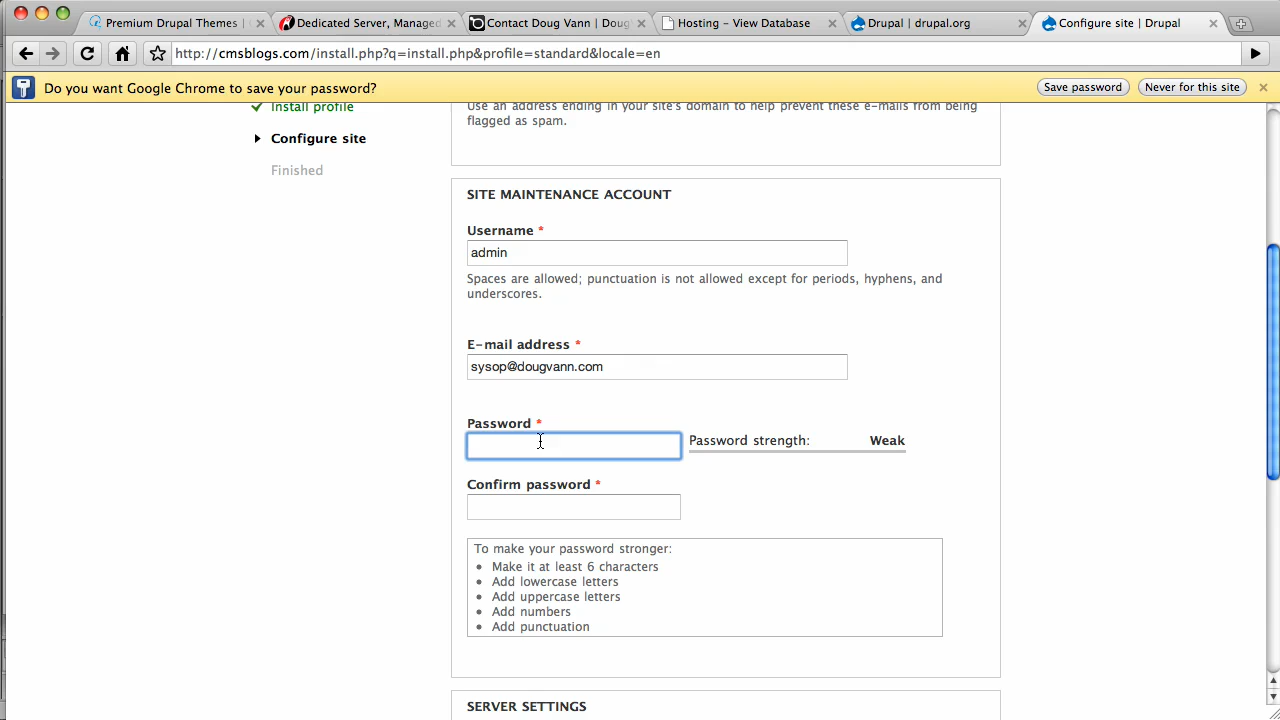 Premium Drupal Themes |
Dedicated Server, Managed
Contact Doug Vann | Doug
Hosting - View Database
Drupal | drupal.org
Configure site | Drupal
http://cmsblogs.com/install.php?q=install.php&profile=standard&locale=en
Do you want Google Chrome to save your password?
Save password
Never for this site
Install profile
Configure site
Finished
Use an address ending in your site's domain to help prevent these e-mails from being
flagged as spam.
SITE MAINTENANCE ACCOUNT
Username *
admin
Spaces are allowed; punctuation is not allowed except for periods, hyphens, and
underscores.
E-mail address *
sysop@dougvann.com
Password *
Password strength: Weak
Confirm password *
To make your password stronger:
• Make it at least 6 characters
• Add lowercase letters
• Add uppercase letters
• Add numbers
• Add punctuation
SERVER SETTINGS